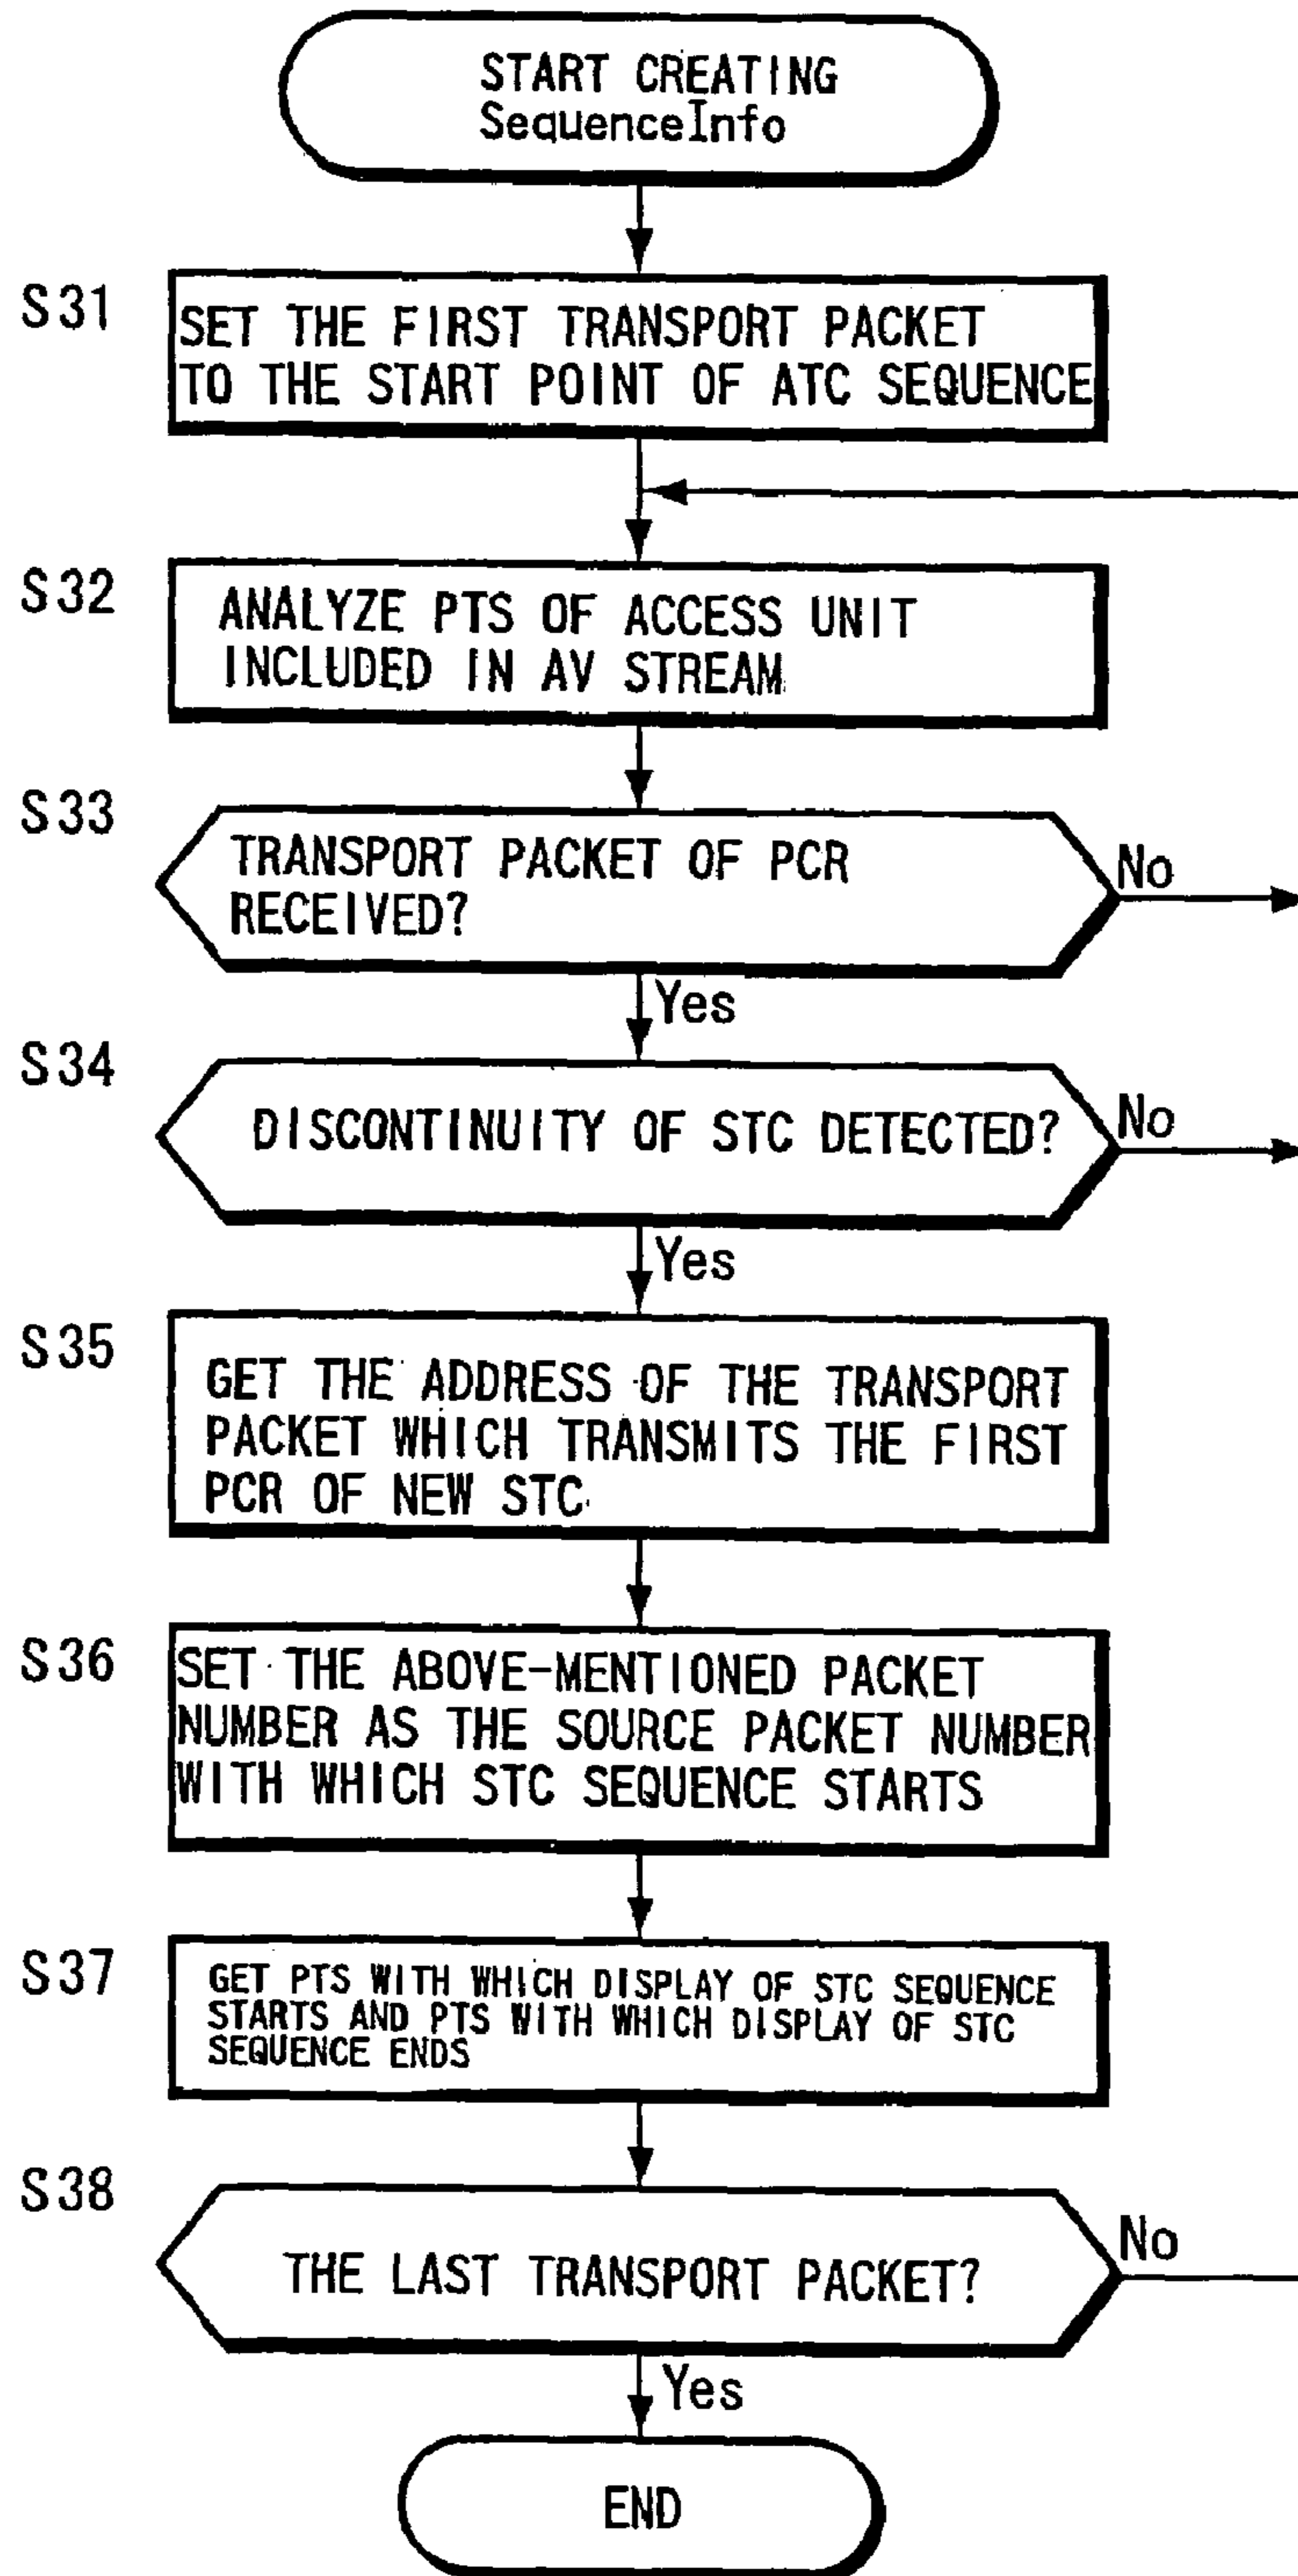 START CREATING
SequenceInfo
S31
SET THE FIRST TRANSPORT PACKET
TO THE START POINT OF ATC SEQUENCE
S32
ANALYZE PTS OF ACCESS UNIT
INCLUDED IN AV STREAM
S33
TRANSPORT PACKET OF PCR
RECEIVED?
No
Yes
S34
DISCONTINUITY OF STC DETECTED?
No
Yes
S35
GET THE ADDRESS OF THE TRANSPORT
PACKET WHICH TRANSMITS THE FIRST
PCR OF NEW STC
S36
SET THE ABOVE-MENTIONED PACKET
NUMBER AS THE SOURCE PACKET NUMBER
WITH WHICH STC SEQUENCE STARTS
S37
GET PTS WITH WHICH DISPLAY OF STC SEQUENCE
STARTS AND PTS WITH WHICH DISPLAY OF STC
SEQUENCE ENDS
S38
THE LAST TRANSPORT PACKET?
No
Yes
END